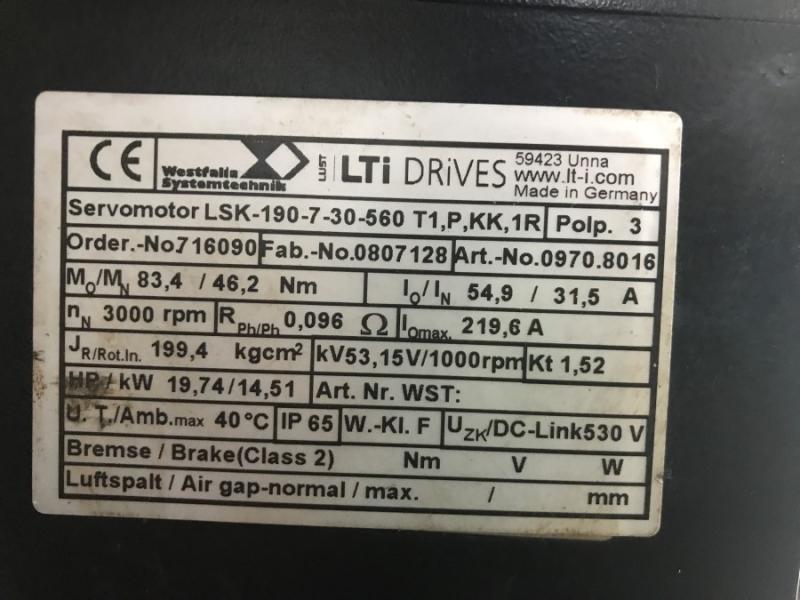 CE Westfalia Systemtechnik LUST LTi DRiVES 59423 Unna
www.lt-i.com
Made in Germany
Servomotor LSK-190-7-30-560 T1,P,KK,1R Polp. 3
Order.-No.716090 Fab.-No.0807128 Art.-No.0970.8016
M0/MN 83,4 / 46,2 Nm I0/IN 54,9 / 31,5 A
nN 3000 rpm RPh/Ph 0,096 Ω I0max. 219,6 A
JR/Rot.In. 199,4 kgcm² kV53,15V/1000rpm Kt 1,52
HP / kW 19,74/14,51 Art. Nr. WST:
U. T./Amb.max 40°C IP 65 W.-Kl. F UZK/DC-Link530 V
Bremse / Brake(Class 2) Nm V W
Luftspalt / Air gap-normal / max. / mm